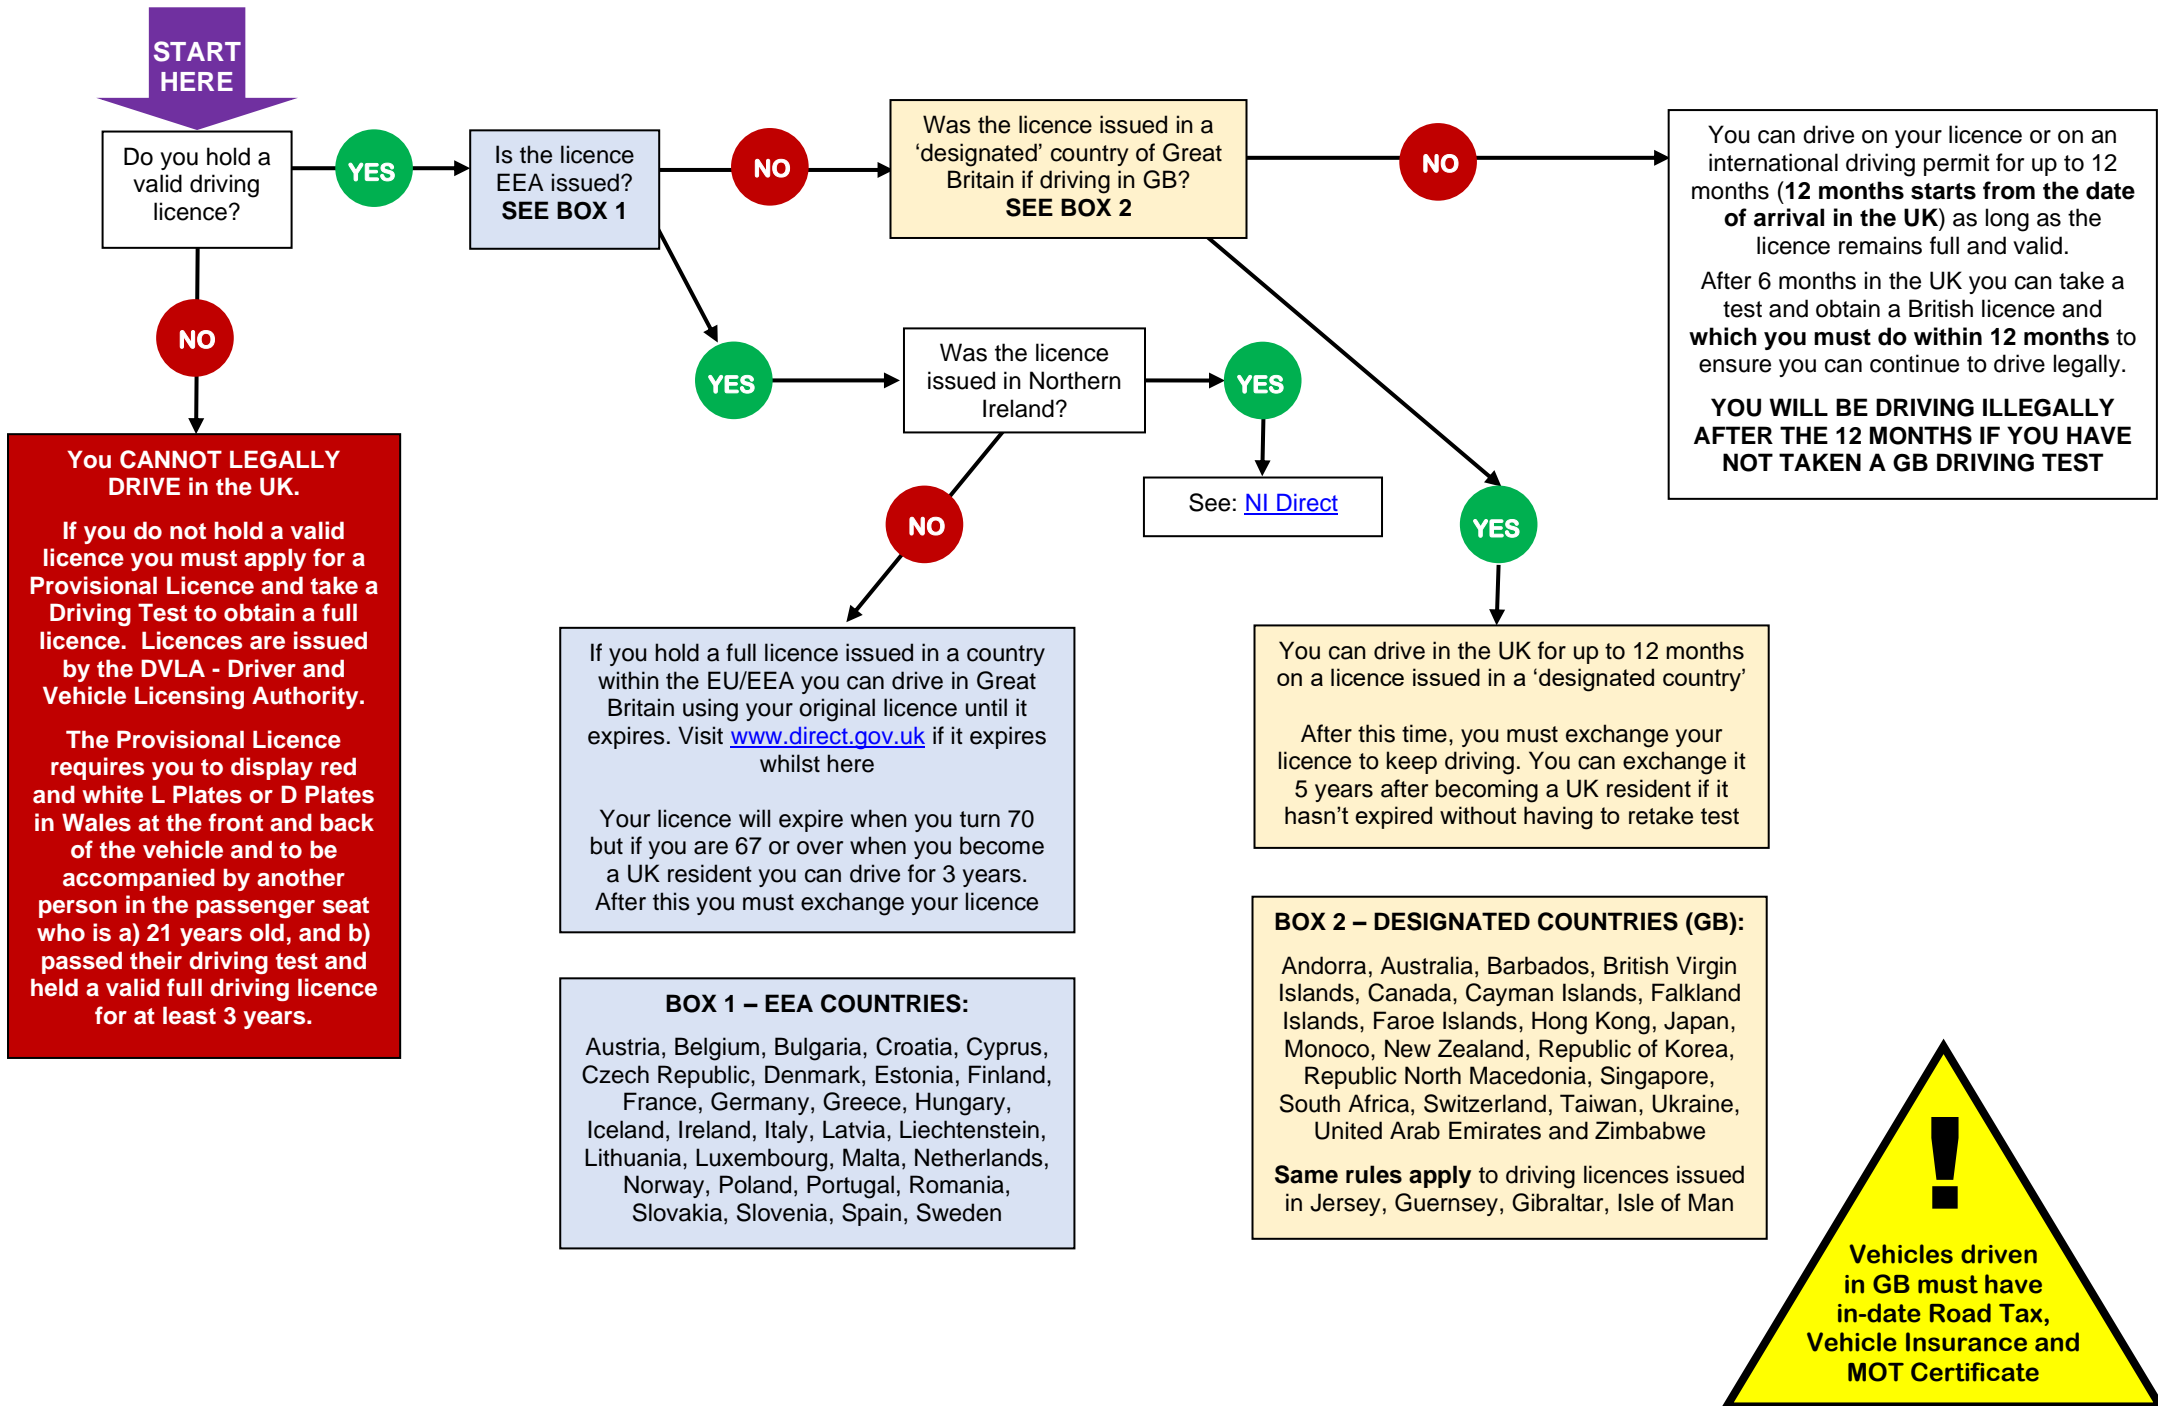 START
HERE
Do you hold a
valid driving
licence?
YES
Is the licence
EEA issued?
SEE BOX 1
NO
Was the licence issued in a
‘designated’ country of Great
Britain if driving in GB?
SEE BOX 2
NO
You can drive on your licence or on an
international driving permit for up to 12
months (12 months starts from the date
of arrival in the UK) as long as the
licence remains full and valid.
After 6 months in the UK you can take a
test and obtain a British licence and
which you must do within 12 months to
ensure you can continue to drive legally.
YOU WILL BE DRIVING ILLEGALLY
AFTER THE 12 MONTHS IF YOU HAVE
NOT TAKEN A GB DRIVING TEST
NO
YES
Was the licence
issued in Northern
Ireland?
YES
See: NI Direct
NO
YES
You CANNOT LEGALLY
DRIVE in the UK.
If you do not hold a valid
licence you must apply for a
Provisional Licence and take a
Driving Test to obtain a full
licence.  Licences are issued
by the DVLA - Driver and
Vehicle Licensing Authority.
The Provisional Licence
requires you to display red
and white L Plates or D Plates
in Wales at the front and back
of the vehicle and to be
accompanied by another
person in the passenger seat
who is a) 21 years old, and b)
passed their driving test and
held a valid full driving licence
for at least 3 years.
If you hold a full licence issued in a country
within the EU/EEA you can drive in Great
Britain using your original licence until it
expires. Visit www.direct.gov.uk if it expires
whilst here
Your licence will expire when you turn 70
but if you are 67 or over when you become
a UK resident you can drive for 3 years.
After this you must exchange your licence
You can drive in the UK for up to 12 months
on a licence issued in a ‘designated country’
After this time, you must exchange your
licence to keep driving. You can exchange it
5 years after becoming a UK resident if it
hasn’t expired without having to retake test
BOX 1 – EEA COUNTRIES:
Austria, Belgium, Bulgaria, Croatia, Cyprus,
Czech Republic, Denmark, Estonia, Finland,
France, Germany, Greece, Hungary,
Iceland, Ireland, Italy, Latvia, Liechtenstein,
Lithuania, Luxembourg, Malta, Netherlands,
Norway, Poland, Portugal, Romania,
Slovakia, Slovenia, Spain, Sweden
BOX 2 – DESIGNATED COUNTRIES (GB):
Andorra, Australia, Barbados, British Virgin
Islands, Canada, Cayman Islands, Falkland
Islands, Faroe Islands, Hong Kong, Japan,
Monoco, New Zealand, Republic of Korea,
Republic North Macedonia, Singapore,
South Africa, Switzerland, Taiwan, Ukraine,
United Arab Emirates and Zimbabwe
Same rules apply to driving licences issued
in Jersey, Guernsey, Gibraltar, Isle of Man
!
Vehicles driven
in GB must have
in-date Road Tax,
Vehicle Insurance and
MOT Certificate